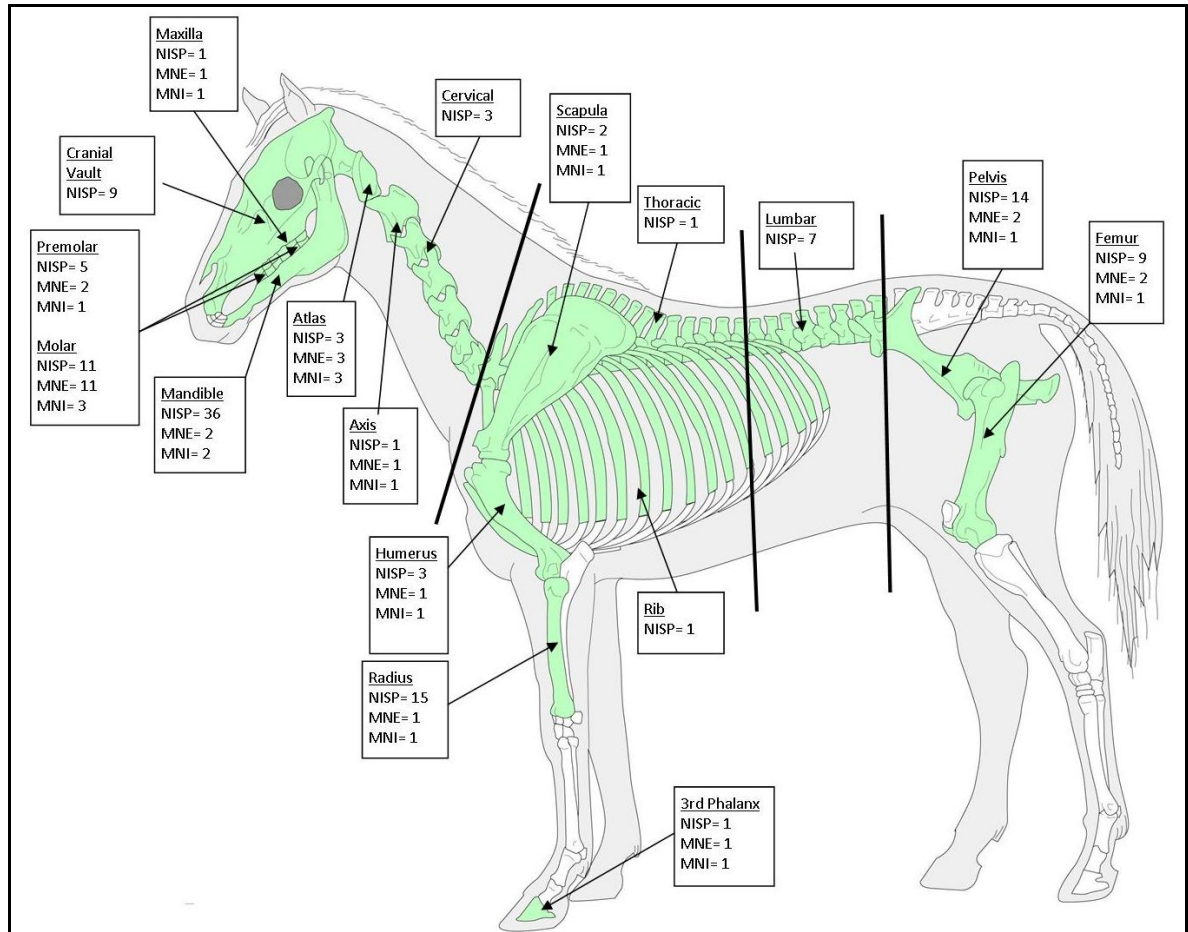 Maxilla
NISP= 1
MNE= 1
MNI= 1
Cervical
NISP= 3
Scapula
NISP= 2
MNE= 1
MNI= 1
Cranial
Vault
NISP= 9
Thoracic
NISP= 1
Lumbar
NISP= 7
Pelvis
NISP= 14
MNE= 2
MNI= 1
Femur
NISP= 9
MNE= 2
MNI= 1
Premolar
NISP= 5
MNE= 2
MNI= 1
Molar
NISP= 11
MNE= 11
MNI= 3
Atlas
NISP= 3
MNE= 3
MNI= 3
Mandible
NISP= 36
MNE= 2
MNI= 2
Axis
NISP= 1
MNE= 1
MNI= 1
Humerus
NISP= 3
MNE= 1
MNI= 1
Rib
NISP= 1
Radius
NISP= 15
MNE= 1
MNI= 1
3rd Phalanx
NISP= 1
MNE= 1
MNI= 1